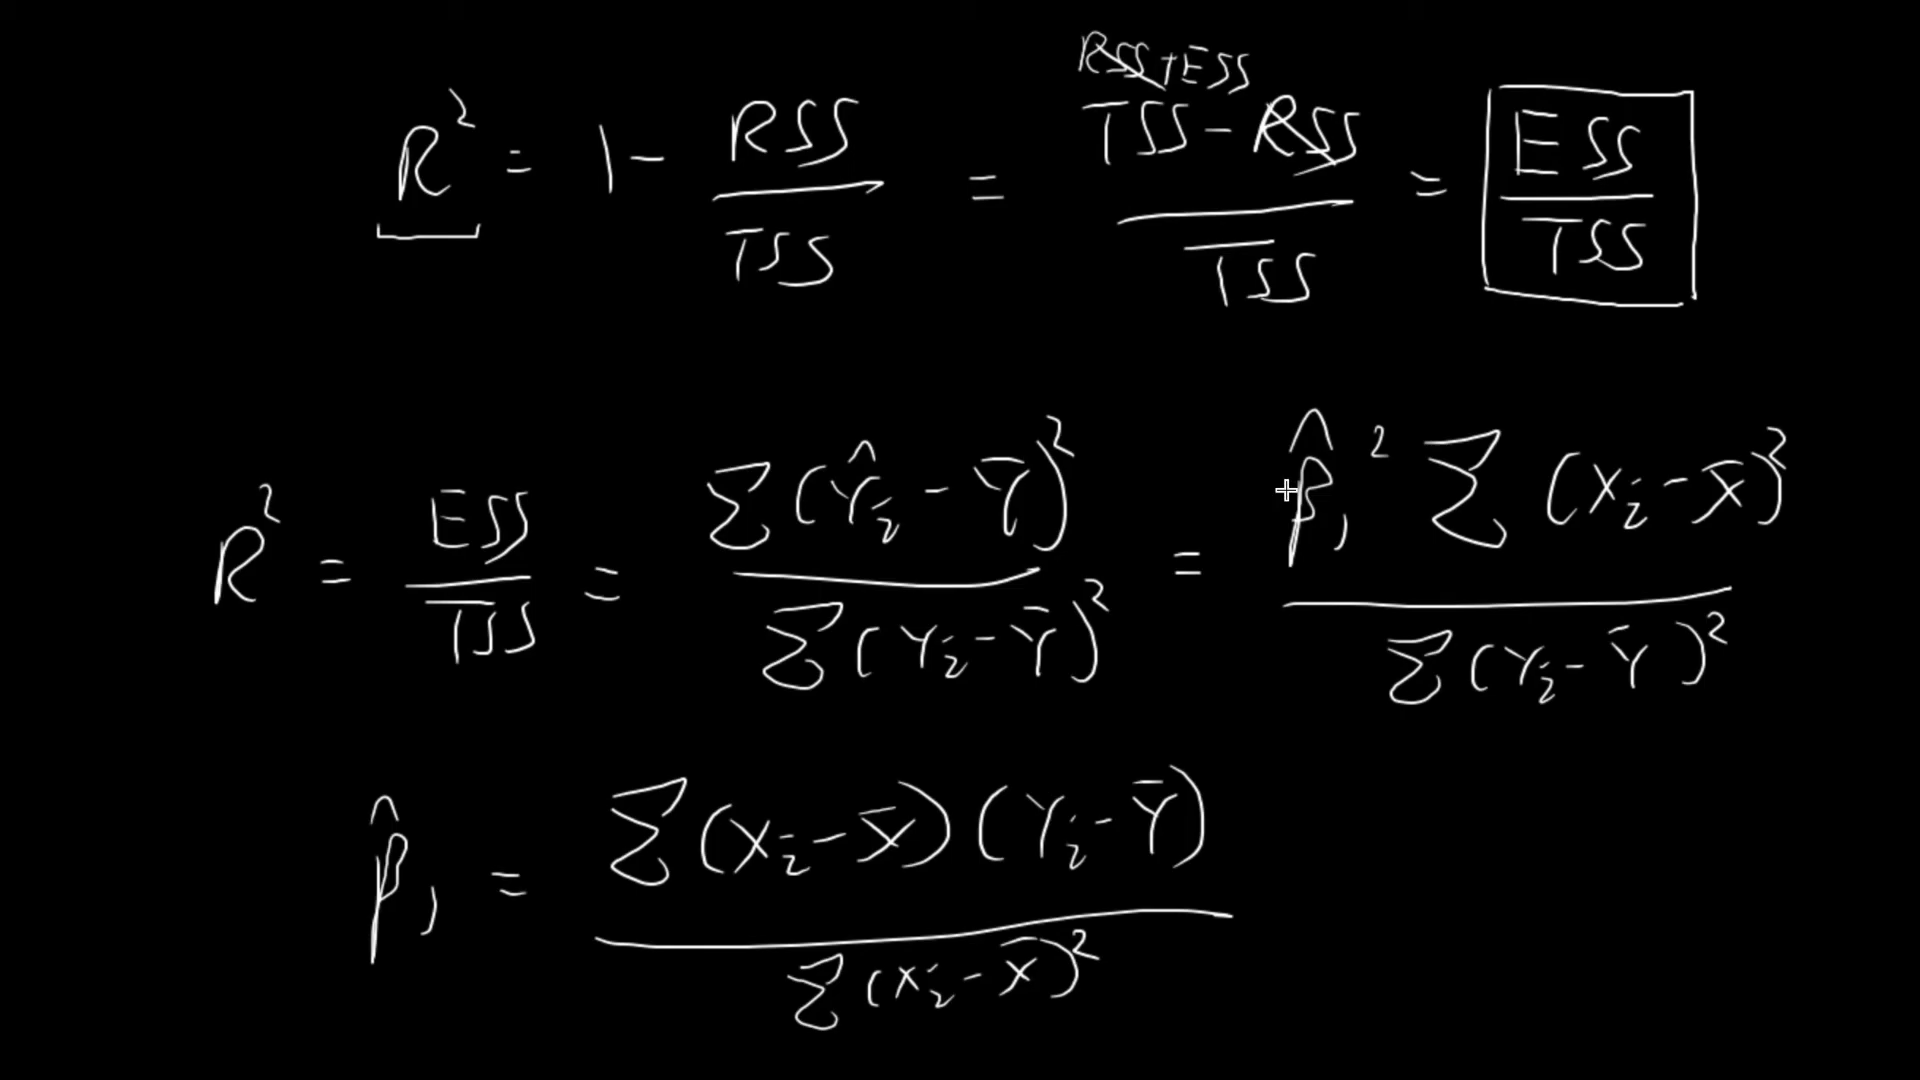 R² = 1 - RSS/TSS = (RSS + ESS TSS - RSS)/TSS = ESS/TSS
R² = ESS/TSS = Σ(Ŷᵢ - Ȳ)²/Σ(Yᵢ - Ȳ)² = β̂₁² Σ(Xᵢ - X̄)²/Σ(Yᵢ - Ȳ)²
β̂₁ = Σ(Xᵢ - X̄)(Yᵢ - Ȳ)/Σ(Xᵢ - X̄)²